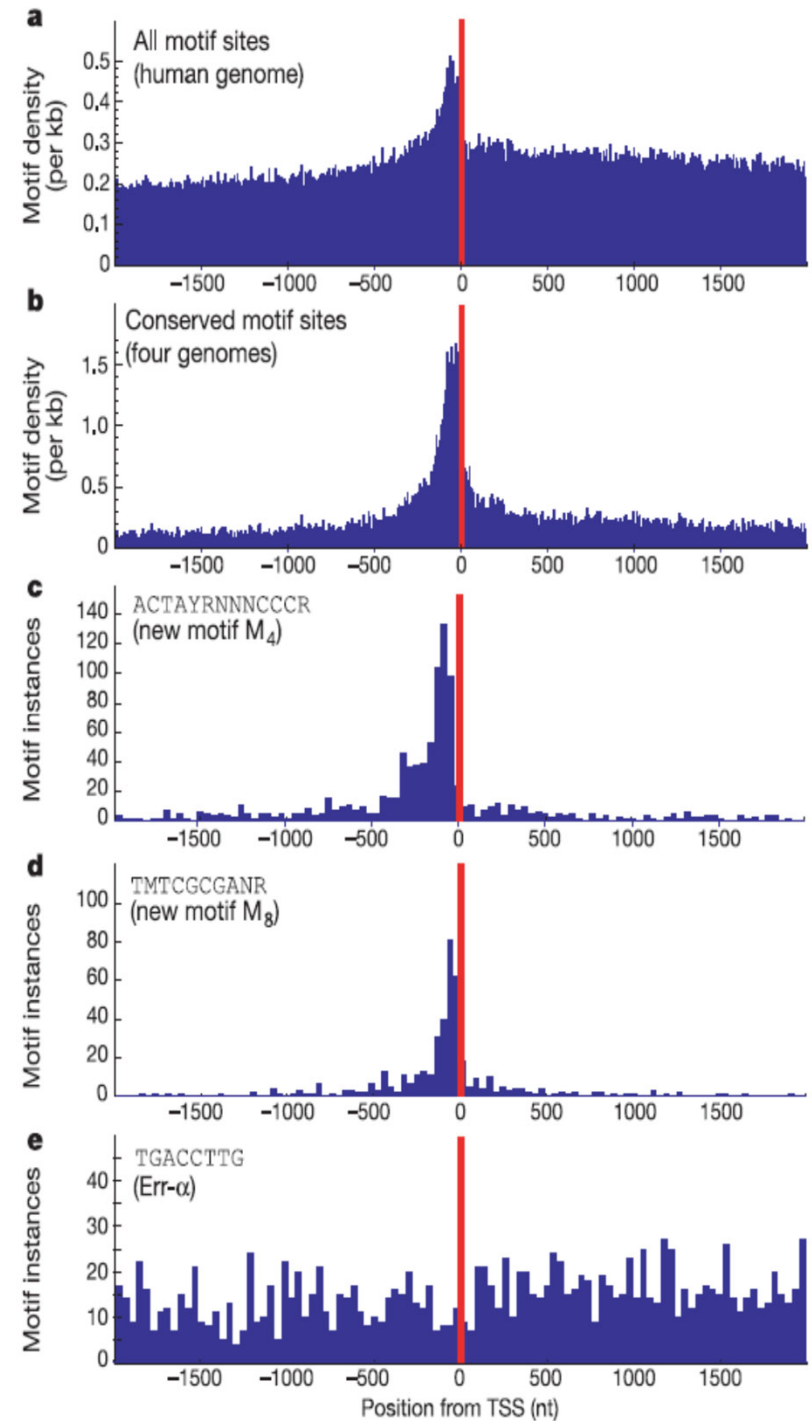 a
All motif sites
(human genome)
Motif density
(per kb)
0.5
0.4
0.3
0.2
0.1
0
−1500 −1000 −500 0 500 1000 1500
b
Conserved motif sites
(four genomes)
Motif density
(per kb)
1.5
1.0
0.5
0
−1500 −1000 −500 0 500 1000 1500
c
ACTAYRNNNCCCR
(new motif M4)
Motif instances
140
120
100
80
60
40
20
0
−1500 −1000 −500 0 500 1000 1500
d
TMTCGCGANR
(new motif M8)
Motif instances
100
80
60
40
20
0
−1500 −1000 −500 0 500 1000 1500
e
TGACCTTG
(Err-α)
Motif instances
40
30
20
10
0
−1500 −1000 −500 0 500 1000 1500
Position from TSS (nt)